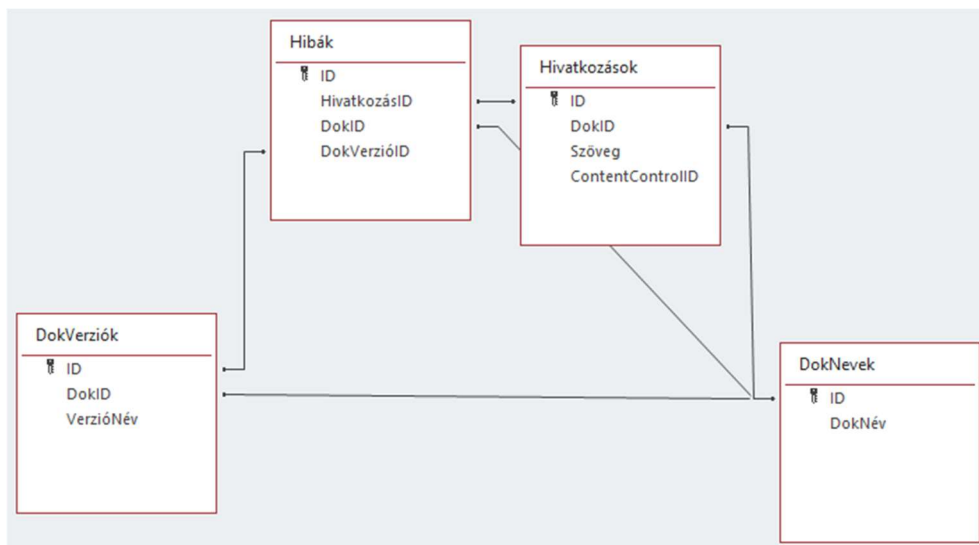 Hibák
ID
HivatkozásID
DokID
DokVerzióID
Hivatkozások
ID
DokID
Szöveg
ContentControlID
DokVerziók
ID
DokID
VerzióNév
DokNevek
ID
DokNév